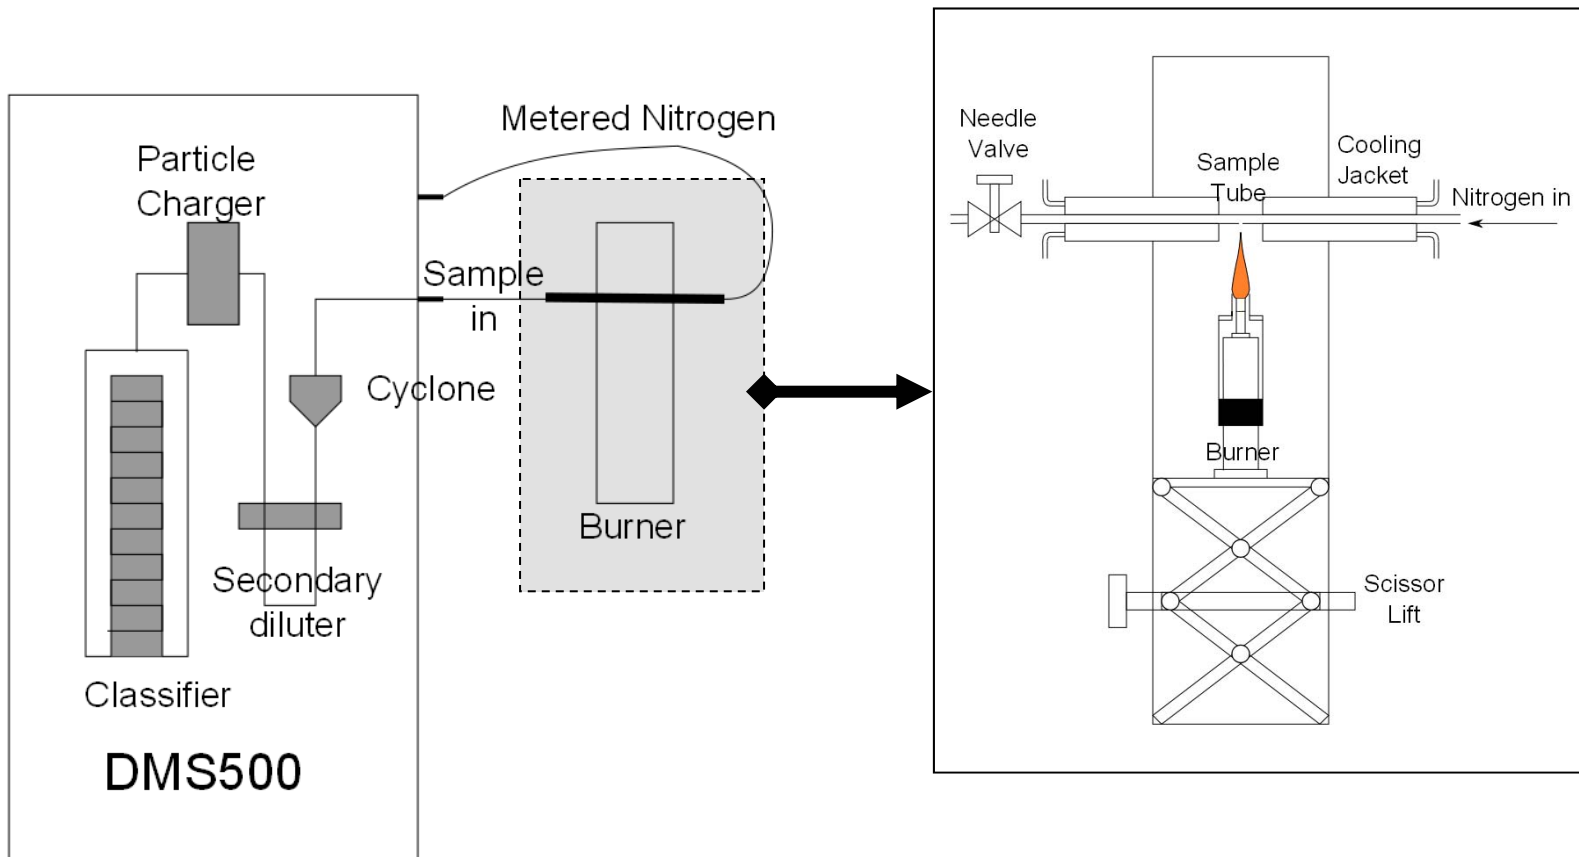 Metered Nitrogen
Particle
Charger
Sample
in
Cyclone
Burner
Secondary
diluter
Classifier
DMS500
Needle
Valve
Sample
Tube
Cooling
Jacket
Nitrogen in
Burner
Scissor
Lift